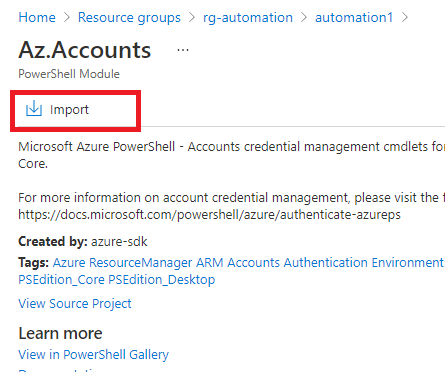 Home > Resource groups > rg-automation > automation1 >
Az.Accounts ...
PowerShell Module
Import
Microsoft Azure PowerShell - Accounts credential management cmdlets for
Core.
For more information on account credential management, please visit the f
https://docs.microsoft.com/powershell/azure/authenticate-azureps
Created by: azure-sdk
Tags: Azure ResourceManager ARM Accounts Authentication Environment
PSEdition_Core PSEdition_Desktop
View Source Project
Learn more
View in PowerShell Gallery